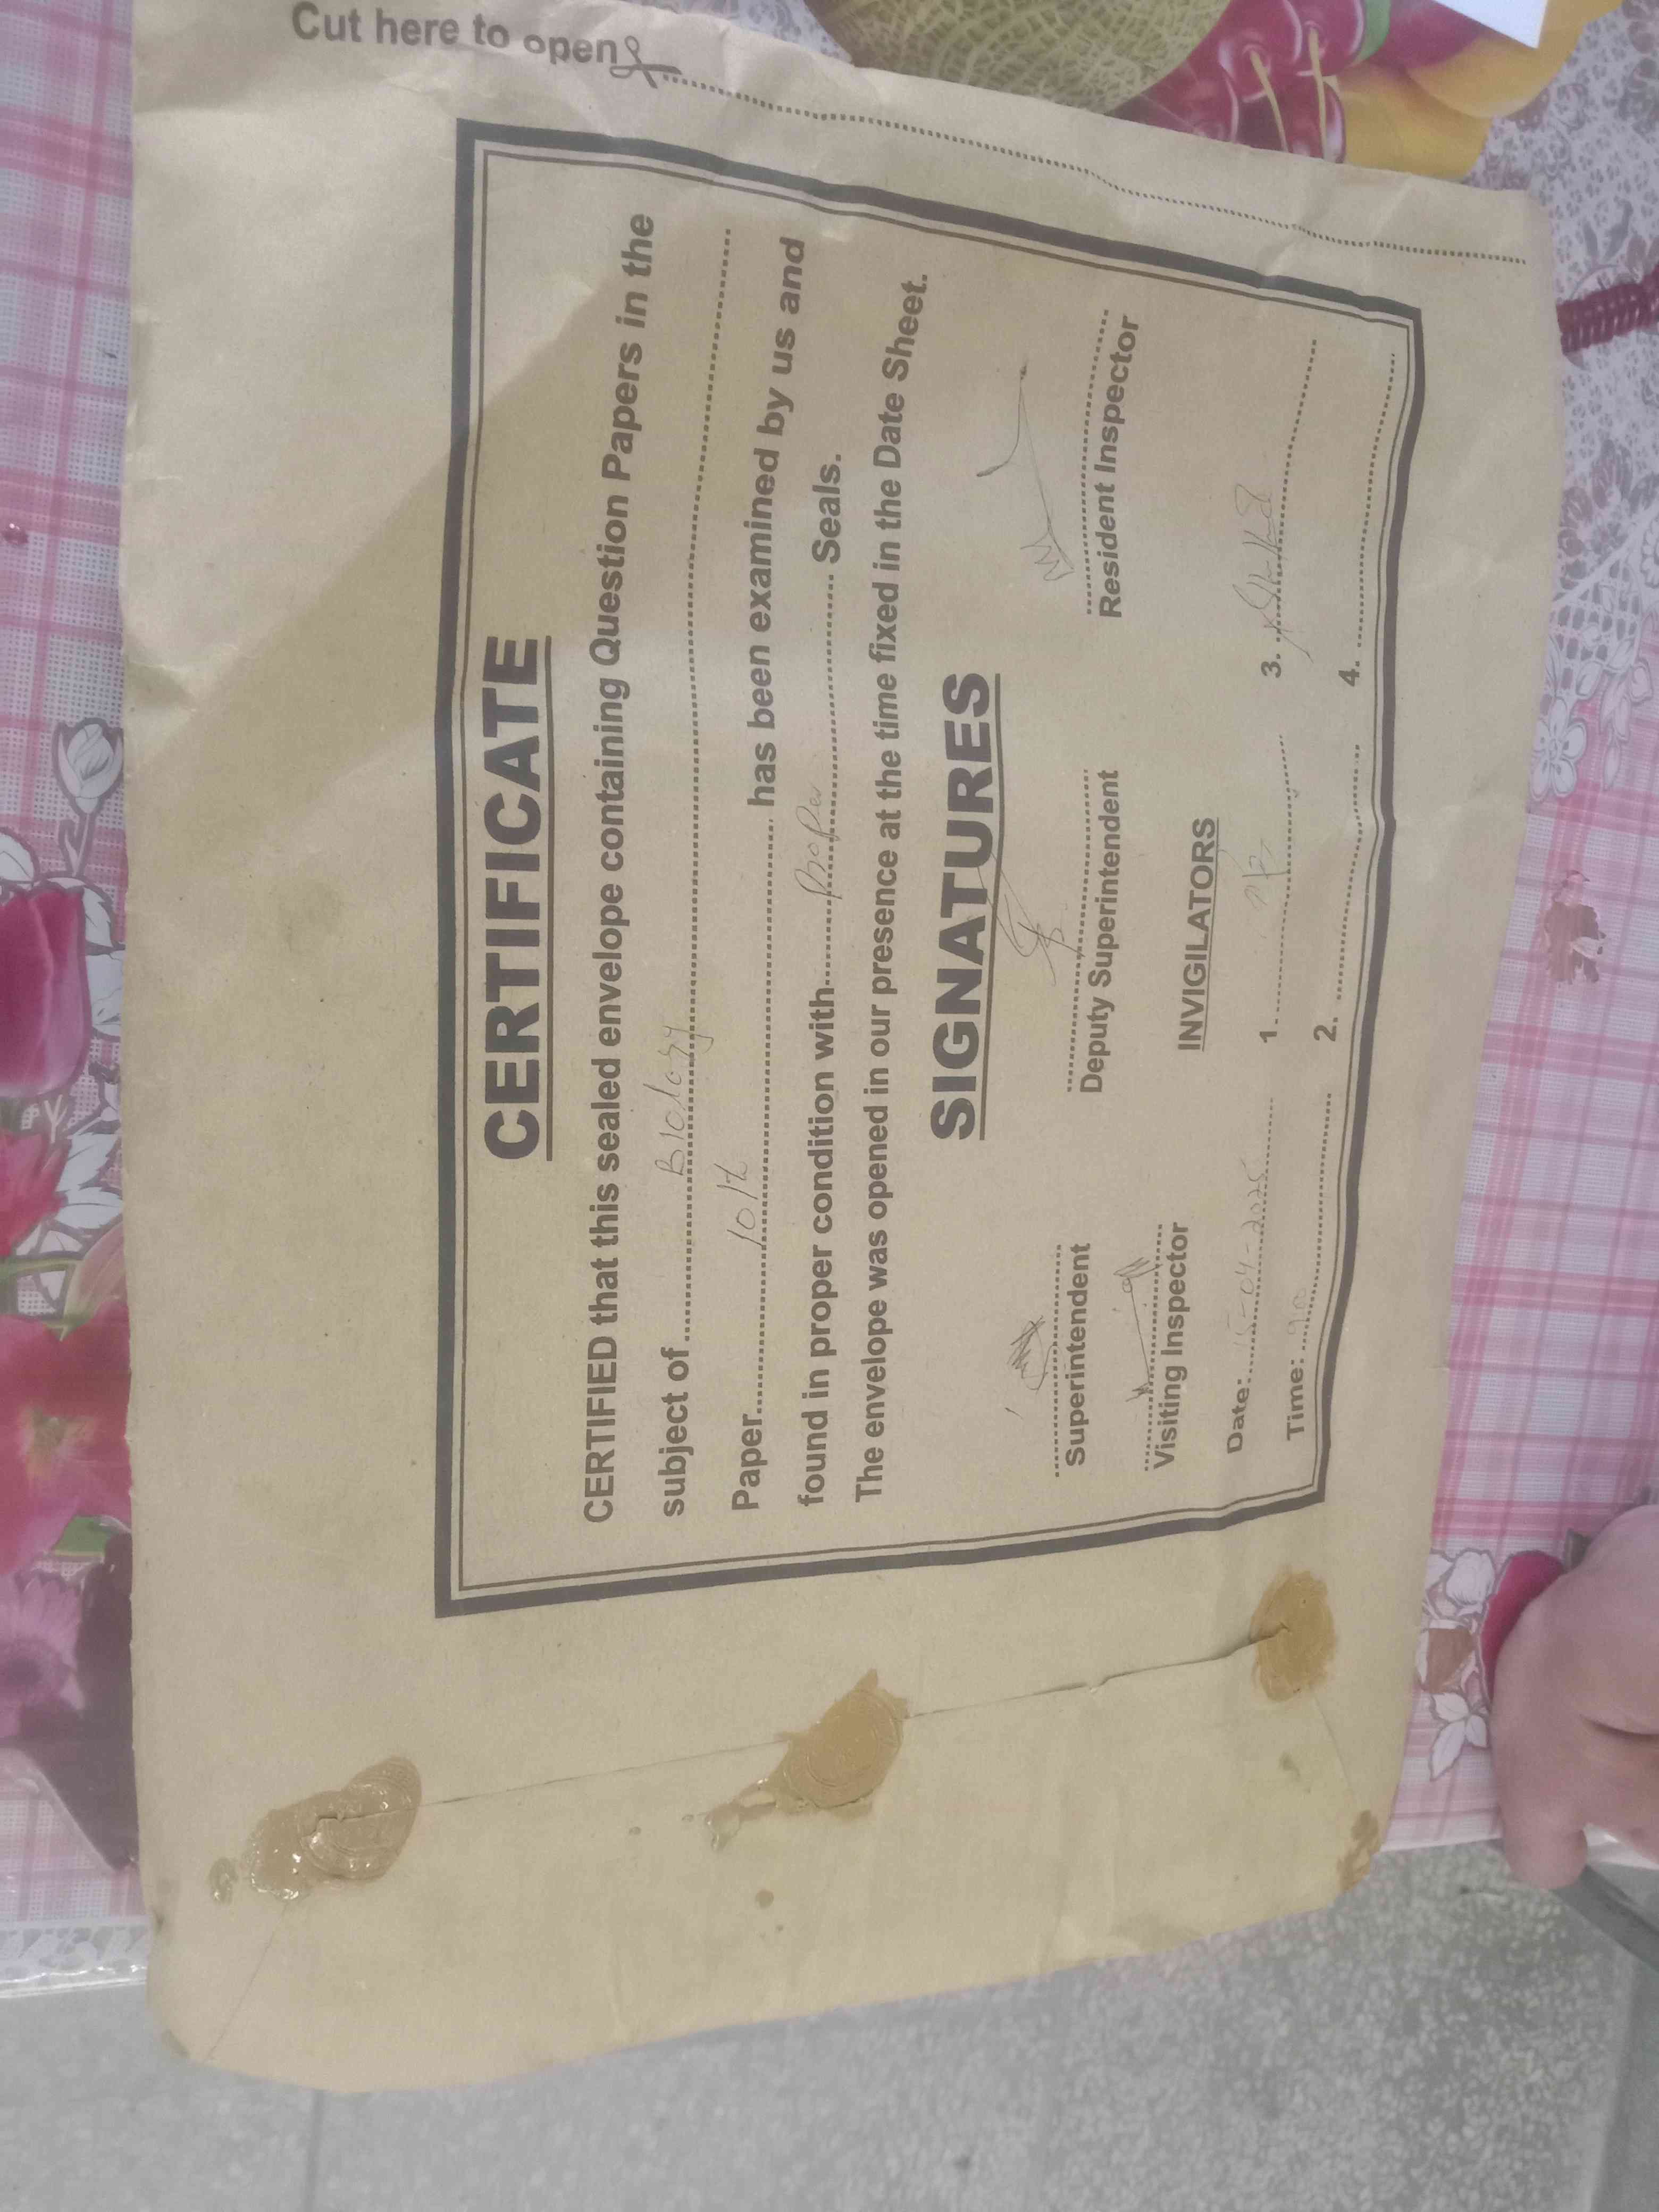 Cut here to open
CERTIFICATE
CERTIFIED that this sealed envelope containing Question Papers in the
subject of Biology
Paper 10th has been examined by us and
found in proper condition with Proper Seals.
The envelope was opened in our presence at the time fixed in the Date Sheet.
SIGNATURES
Superintendent Deputy Superintendent Resident Inspector
Visiting Inspector
INVIGILATORS
Date: 15-04-2025 1. 3.
Time: 2. 4.